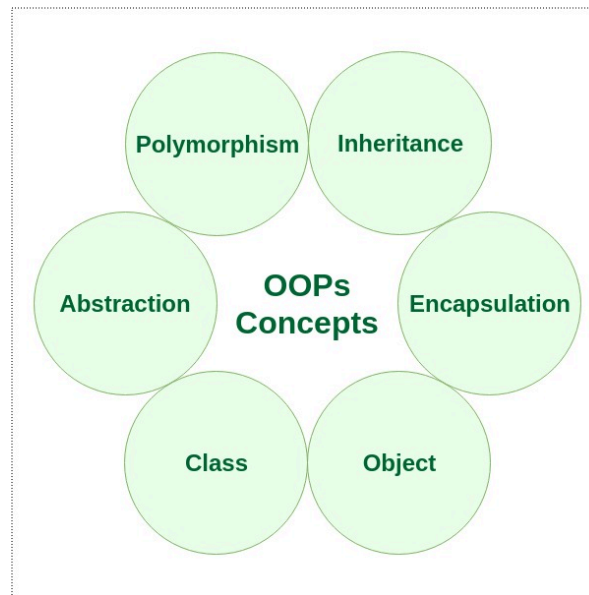 Polymorphism
Inheritance
Abstraction
OOPs
Concepts
Encapsulation
Class
Object